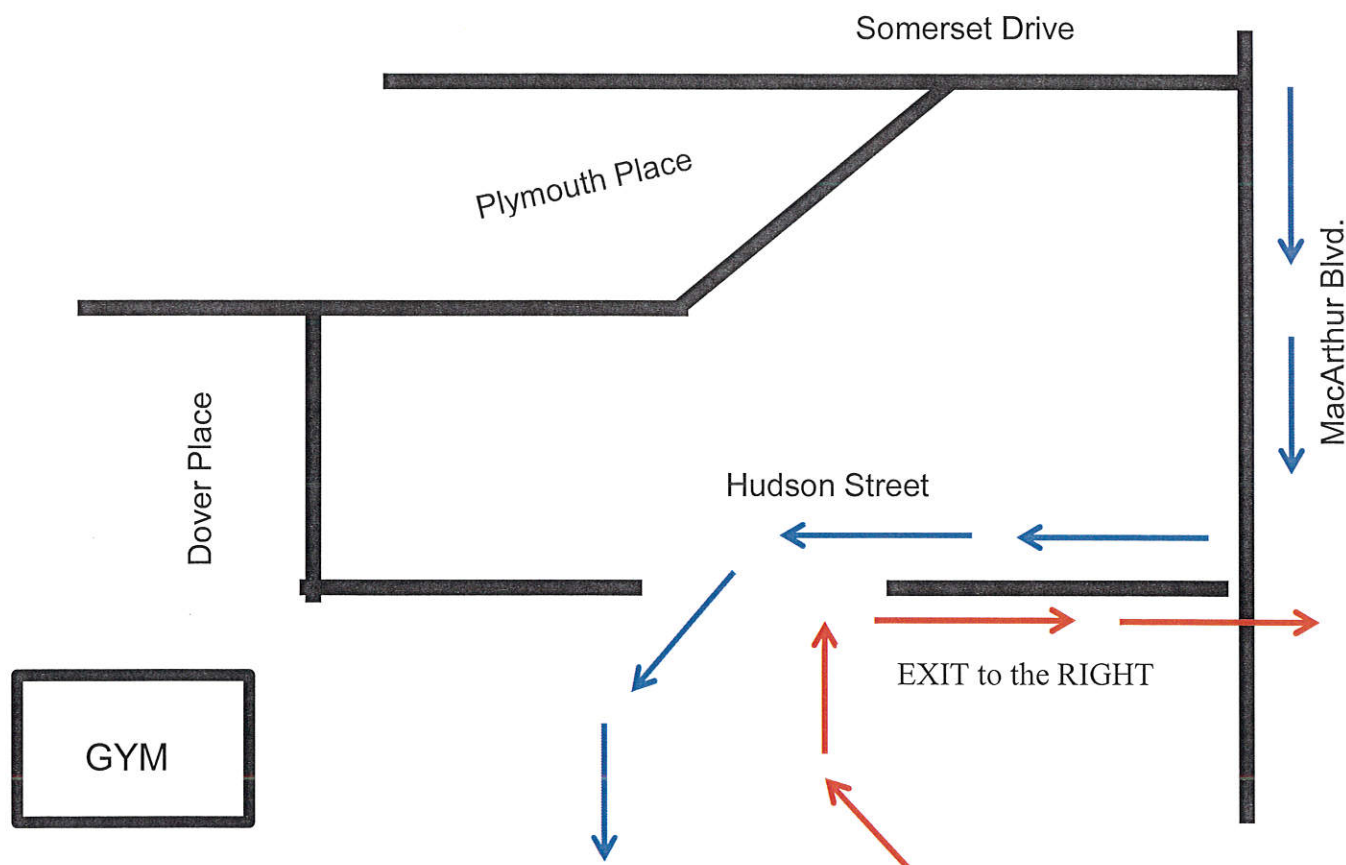 Somerset Drive
Plymouth Place
MacArthur Blvd.
Dover Place
Hudson Street
EXIT to the RIGHT
GYM